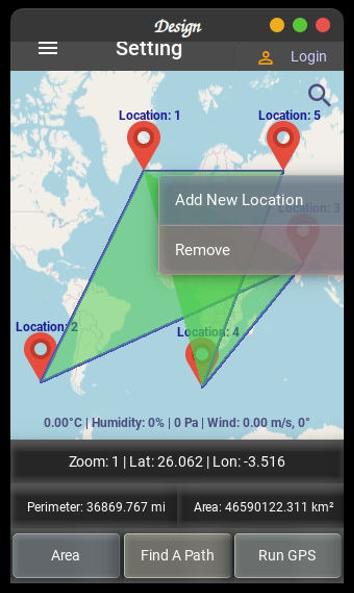 Design
Setting
Login
Location: 1
Location: 5
Add New Location
Location: 3
Remove
Location: 2
Location: 4
0.00°C | Humidity: 0% | 0 Pa | Wind: 0.00 m/s, 0°
Zoom: 1 | Lat: 26.062 | Lon: -3.516
Perimeter: 36869.767 mi
Area: 46590122.311 km²
Area
Find A Path
Run GPS